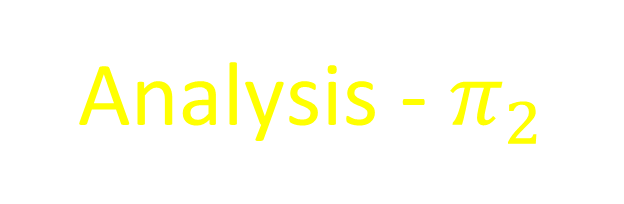 Analysis - π₂